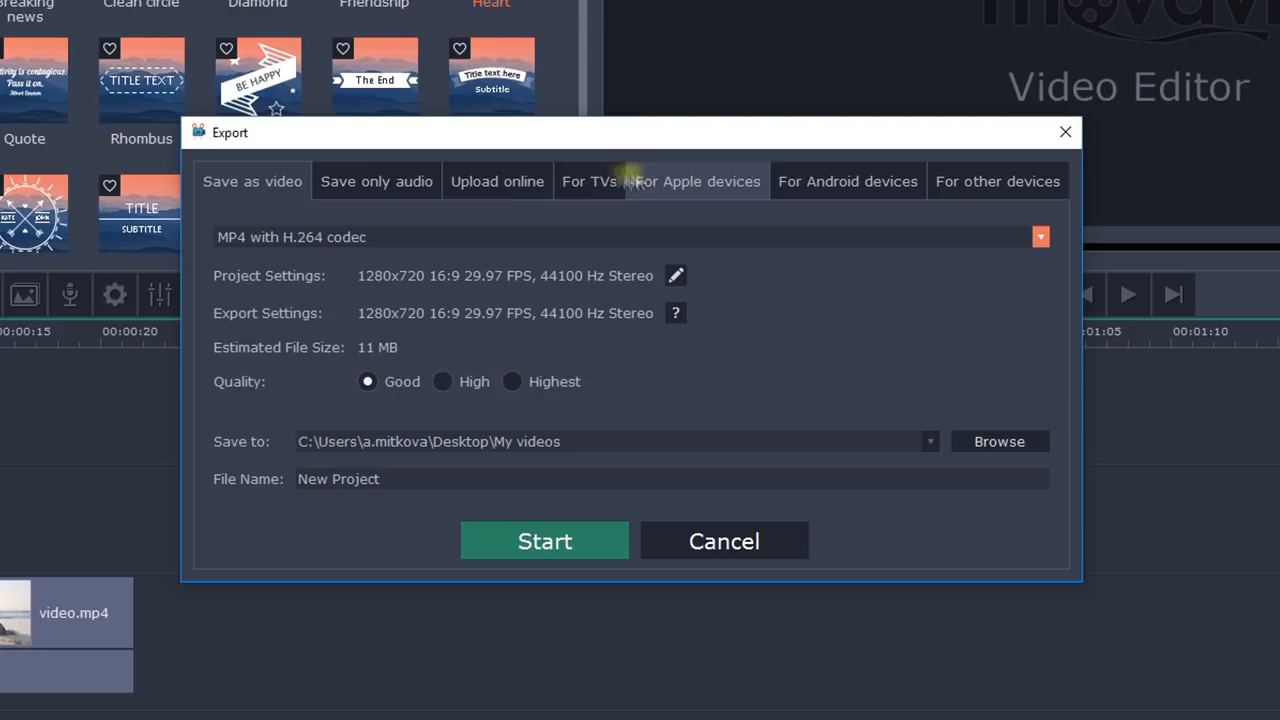 Breaking
news
Clean circle
Diamond
Friendship
Heart
movavi
Video Editor
Pass it on.
TITLE TEXT
BE HAPPY
The End
Title text here
Subtitle
Quote
Rhombus
TITLE
SUBTITLE
Export
Save as video
Save only audio
Upload online
For TVs
For Apple devices
For Android devices
For other devices
MP4 with H.264 codec
Project Settings: 1280x720 16:9 29.97 FPS, 44100 Hz Stereo
Export Settings: 1280x720 16:9 29.97 FPS, 44100 Hz Stereo ?
Estimated File Size: 11 MB
Quality: Good High Highest
Save to: C:\Users\a.mitkova\Desktop\My videos Browse
File Name: New Project
Start
Cancel
00:00:15
00:00:20
:01:05
00:01:10
video.mp4